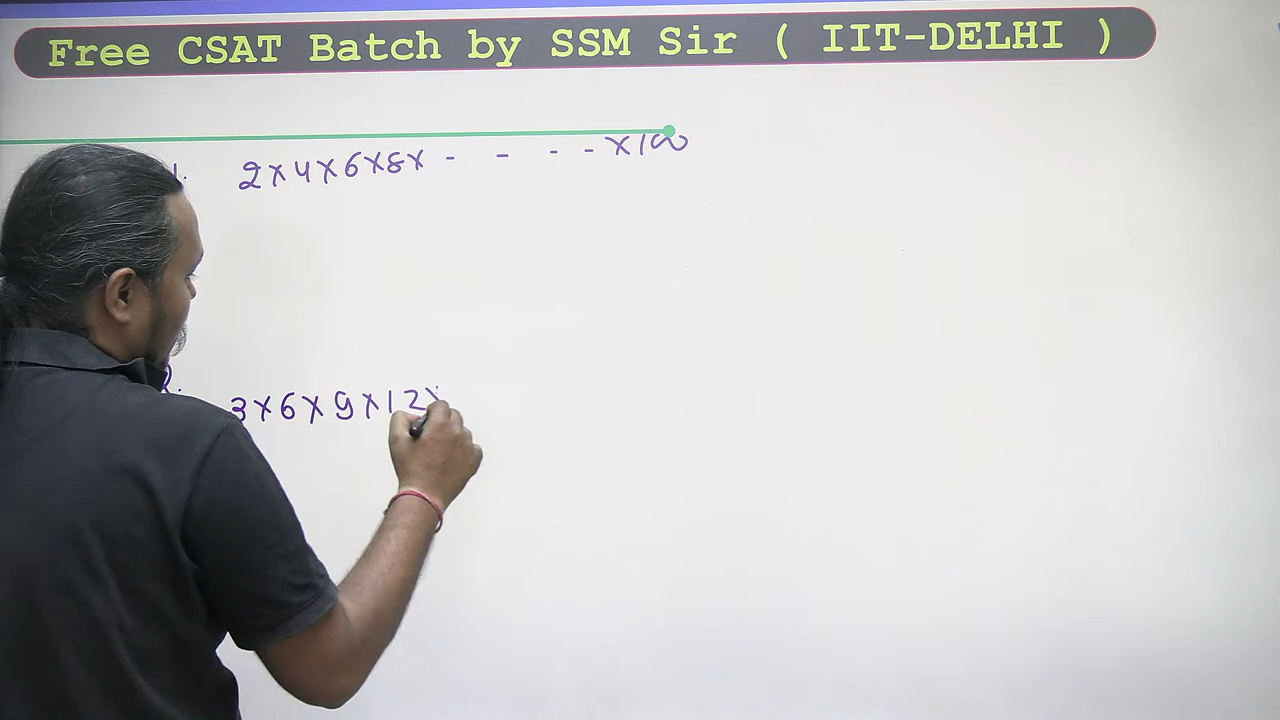 Free CSAT Batch by SSM Sir ( IIT-DELHI )
2×4×6×8× - - - - ×100
3×6×9×12×